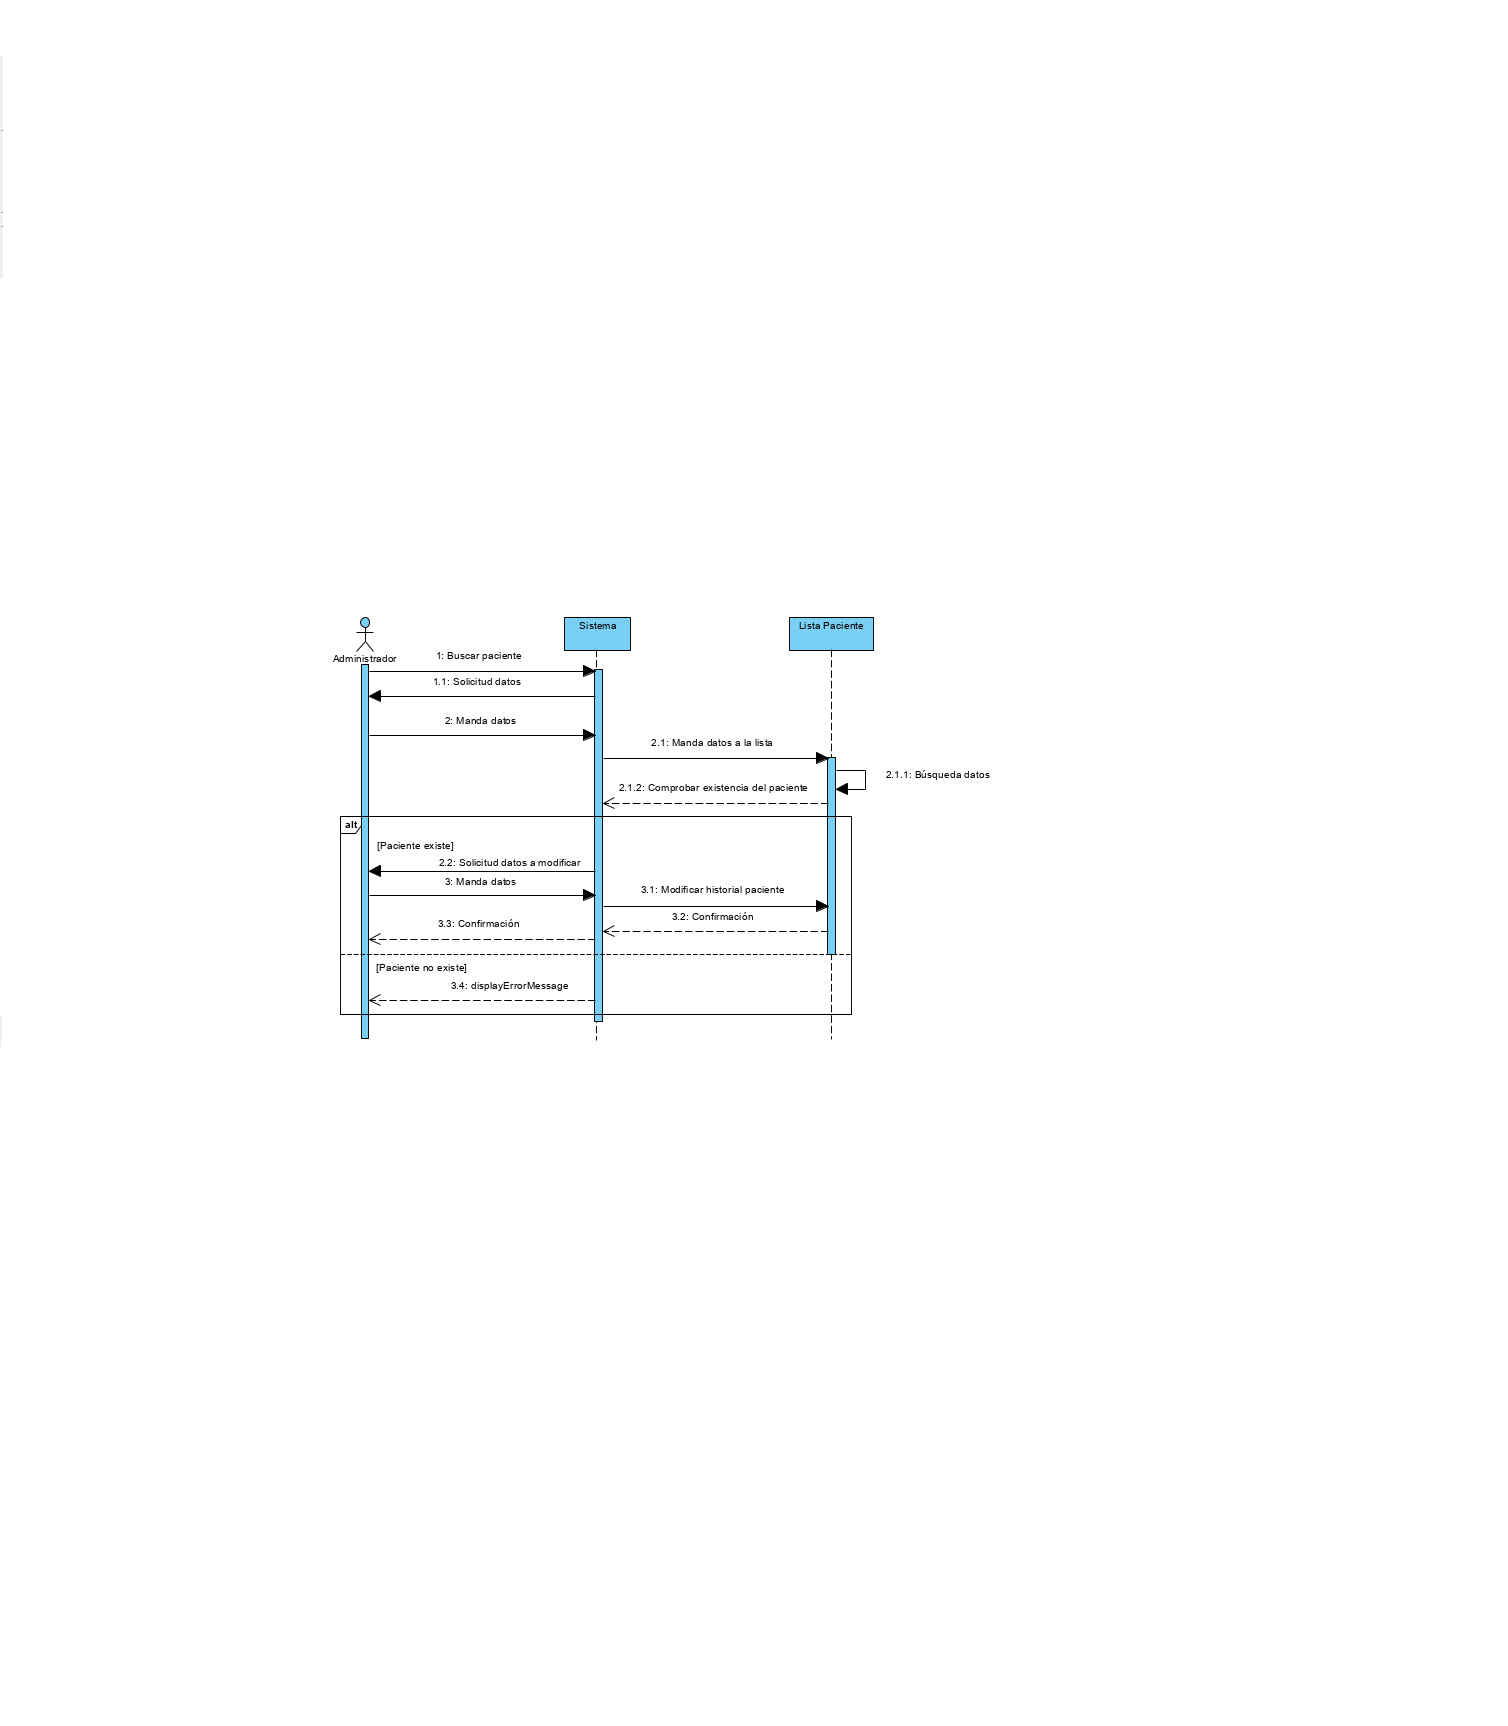 Sistema
Lista Paciente
Administrador
1: Buscar paciente
1.1: Solicitud datos
2: Manda datos
2.1: Manda datos a la lista
2.1.1: Búsqueda datos
2.1.2: Comprobar existencia del paciente
alt
[Paciente existe]
2.2: Solicitud datos a modificar
3: Manda datos
3.1: Modificar historial paciente
3.2: Confirmación
3.3: Confirmación
[Paciente no existe]
3.4: displayErrorMessage